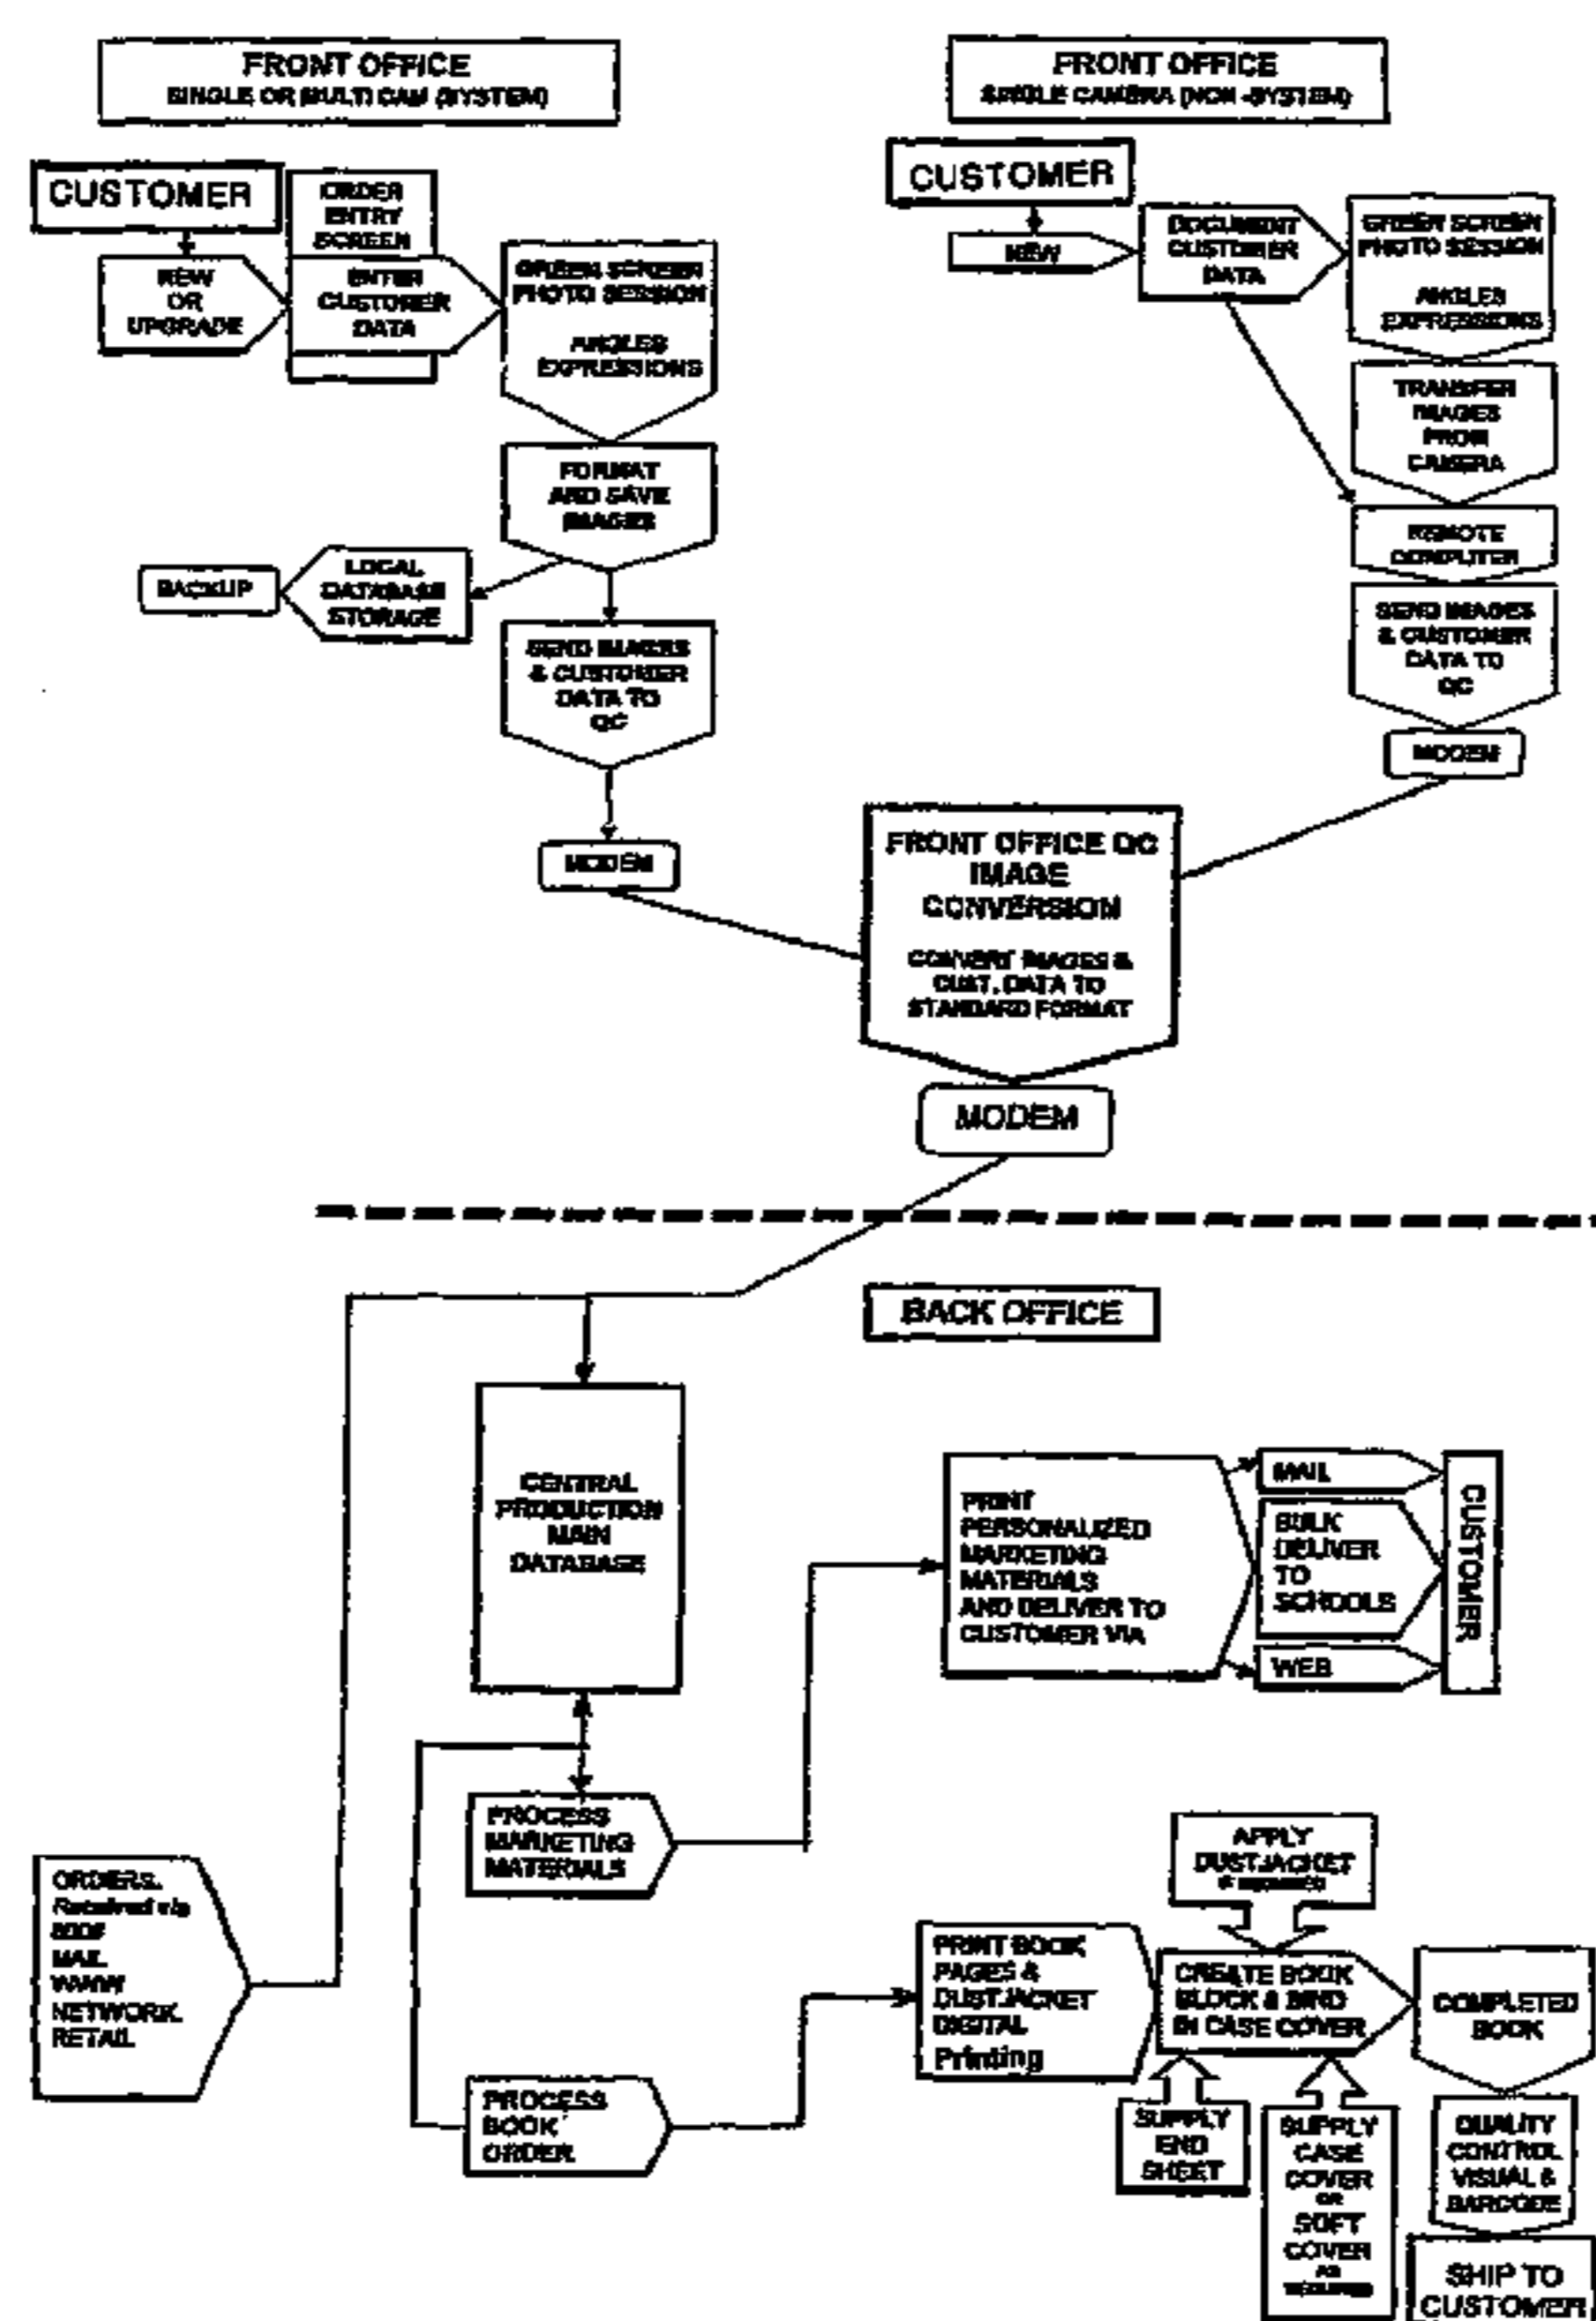 FRONT OFFICE
SINGLE OR MULTI CAM (SYSTEM)
CUSTOMER
NEW
OR
UPGRADE
ORDER
ENTRY
SCREEN
ENTER
CUSTOMER
DATA
GREEN SCREEN
PHOTO SESSION
ANGLES
EXPRESSIONS
FORMAT
AND SAVE
IMAGES
LOCAL
DATABASE
STORAGE
BACKUP
SEND IMAGES
& CUSTOMER
DATA TO
QC
MODEM
FRONT OFFICE
SINGLE CAMERA (NON-SYSTEM)
CUSTOMER
NEW
DOCUMENT
CUSTOMER
DATA
GREEN SCREEN
PHOTO SESSION
ANGLES
EXPRESSIONS
TRANSFER
IMAGES
FROM
CAMERA
REMOTE
COMPUTER
SEND IMAGES
& CUSTOMER
DATA TO
QC
MODEM
FRONT OFFICE QC
IMAGE
CONVERSION
CONVERT IMAGES &
CUST. DATA TO
STANDARD FORMAT
MODEM
BACK OFFICE
CENTRAL
PRODUCTION
MAIN
DATABASE
PRINT
PERSONALIZED
MARKETING
MATERIALS
AND DELIVER TO
CUSTOMER VIA
MAIL
BULK
DELIVER
TO
SCHOOLS
WEB
CUSTOMER
PROCESS
MARKETING
MATERIALS
ORDERS.
Received via
MAIL
WWW
NETWORK
RETAIL
PROCESS
BOOK
ORDER
PRINT BOOK
PAGES &
DUSTJACKET
DIGITAL
Printing
APPLY
DUSTJACKET
CREATE BOOK
BLOCK & BIND
IN CASE COVER
SUPPLY
END
SHEET
SUPPLY
CASE
COVER
OR
SOFT
COVER
AS
REQUIRED
COMPLETED
BOOK
QUALITY
CONTROL
VISUAL &
BARCODE
SHIP TO
CUSTOMER